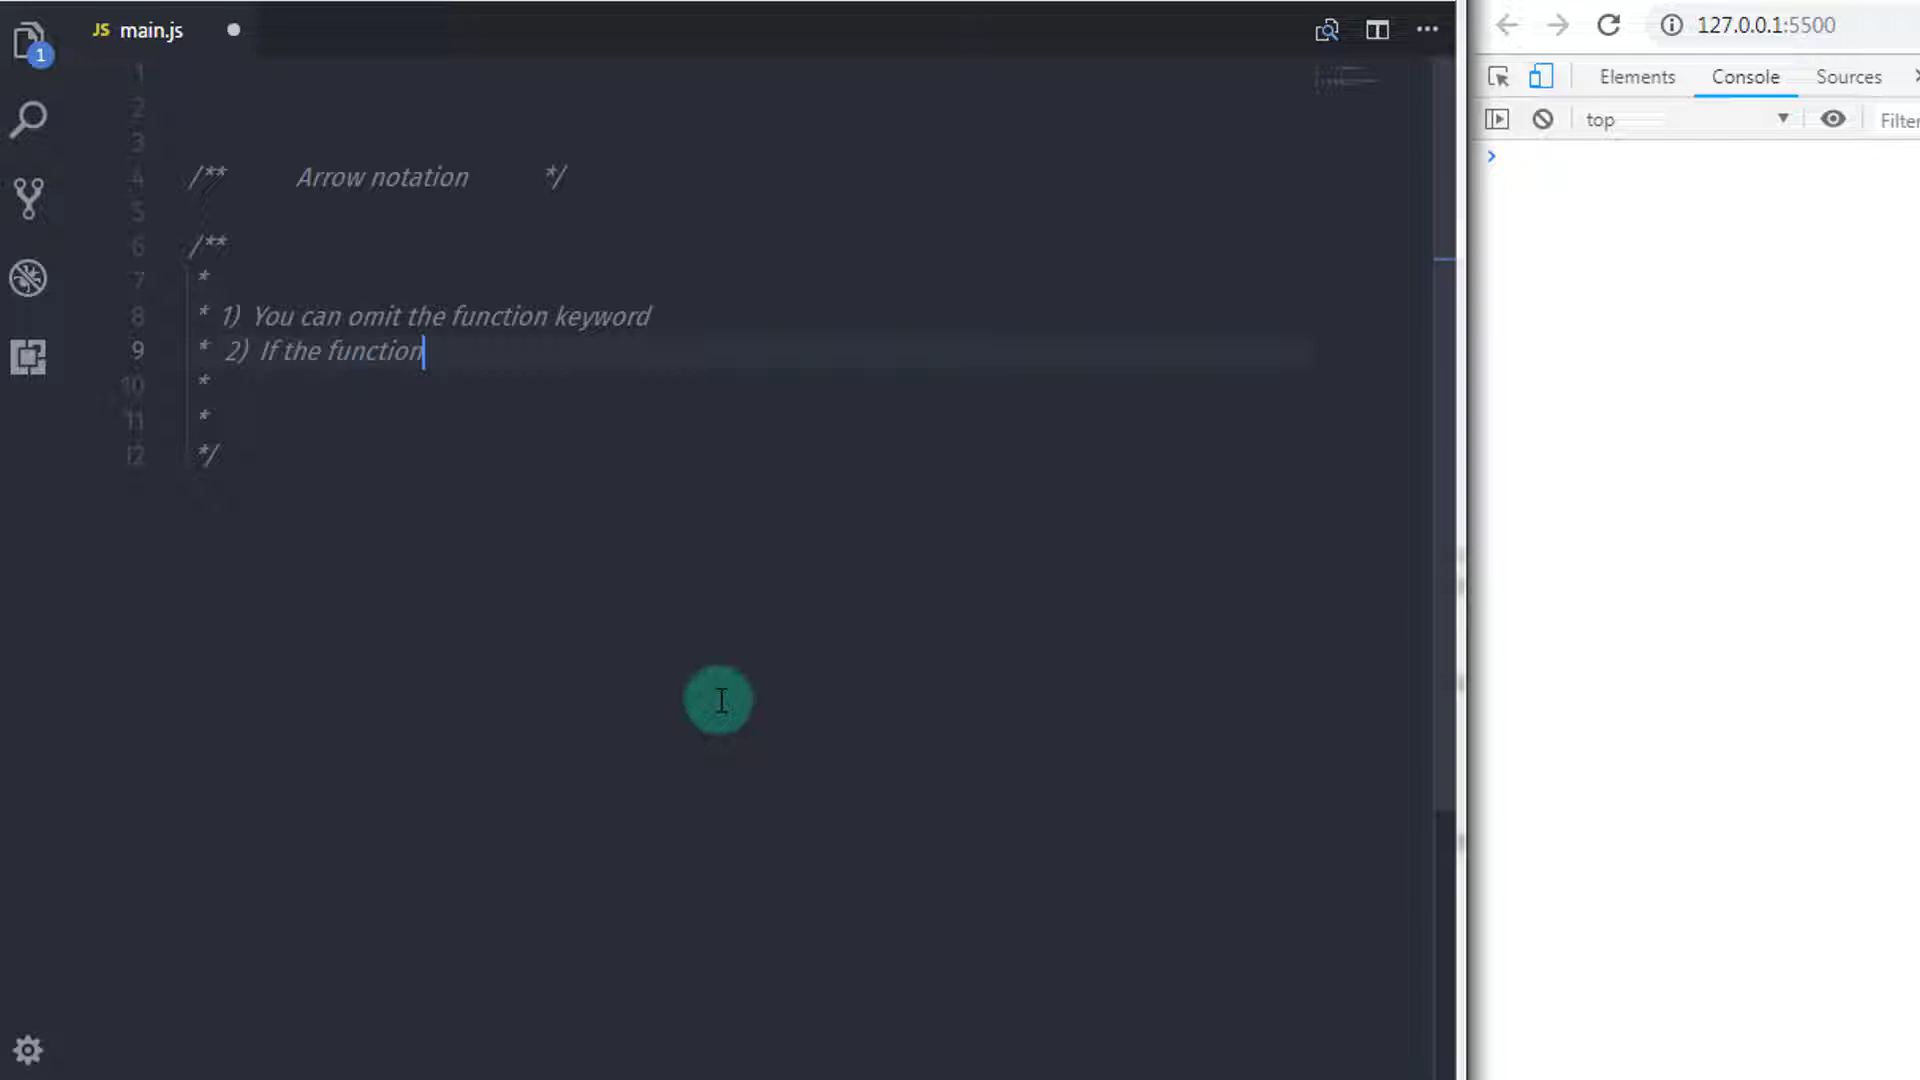 JS main.js
127.0.0.1:5500
Elements Console Sources
top Filter
1
1
2
3
4 /** Arrow notation */
5
6 /**
7 *
8 * 1) You can omit the function keyword
9 * 2) If the function
10 *
11 *
12 */